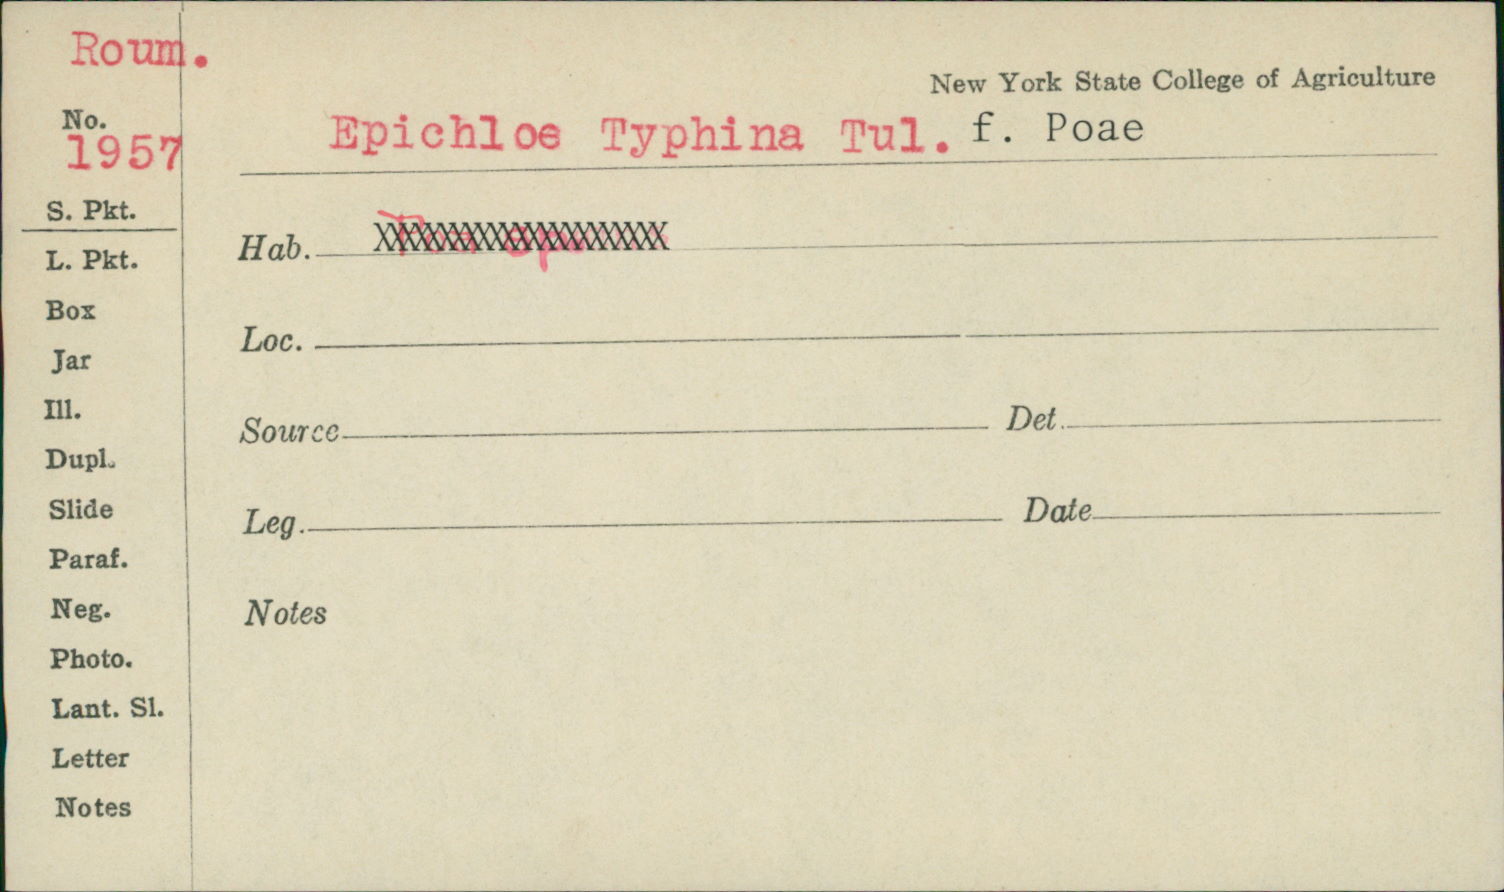 Roum.
New York State College of Agriculture
No.
1957
Epichloe Typhina Tul. f. Poae
S. Pkt.
L. Pkt.
Box
Jar
Ill.
Dupl.
Slide
Paraf.
Neg.
Photo.
Lant. Sl.
Letter
Notes
Hab. XXXXXXXXXXXXXXXXXX
Loc.
Source Det.
Leg. Date
Notes